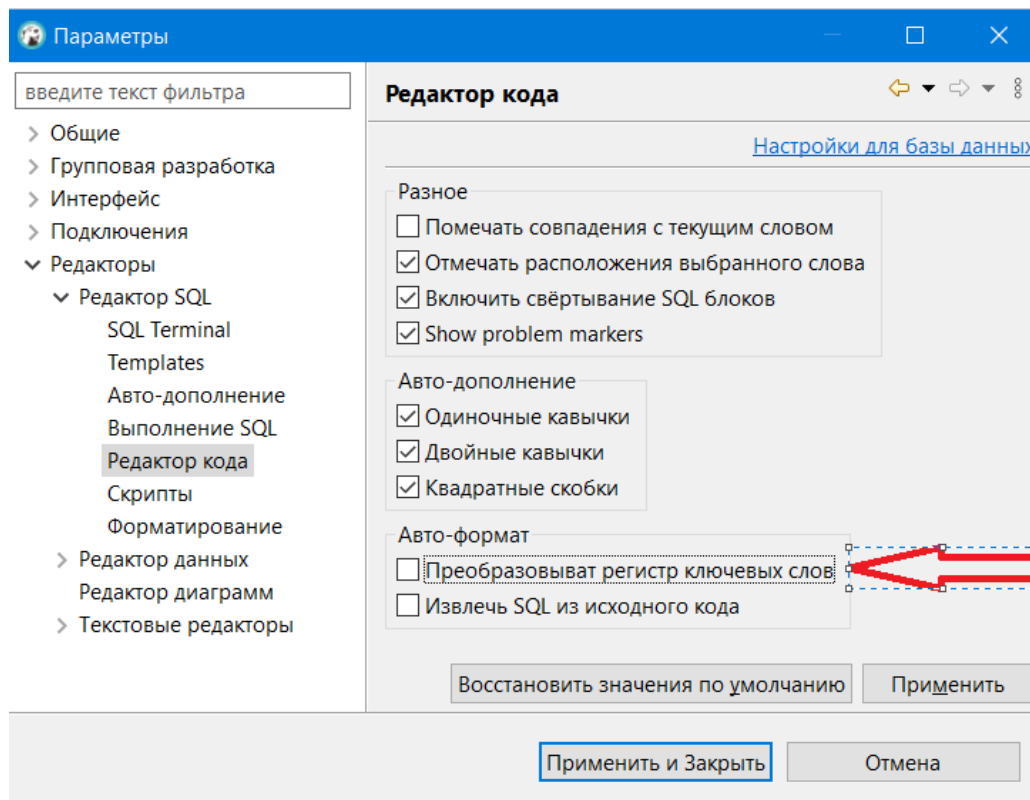 Параметры
введите текст фильтра
Общие
Групповая разработка
Интерфейс
Подключения
Редакторы
Редактор SQL
SQL Terminal
Templates
Авто-дополнение
Выполнение SQL
Редактор кода
Скрипты
Форматирование
Редактор данных
Редактор диаграмм
Текстовые редакторы
Редактор кода
Настройки для базы данных
Разное
Помечать совпадения с текущим словом
Отмечать расположения выбранного слова
Включить свёртывание SQL блоков
Show problem markers
Авто-дополнение
Одиночные кавычки
Двойные кавычки
Квадратные скобки
Авто-формат
Преобразовыват регистр ключевых слов
Извлечь SQL из исходного кода
Восстановить значения по умолчанию
Применить
Применить и Закрыть
Отмена